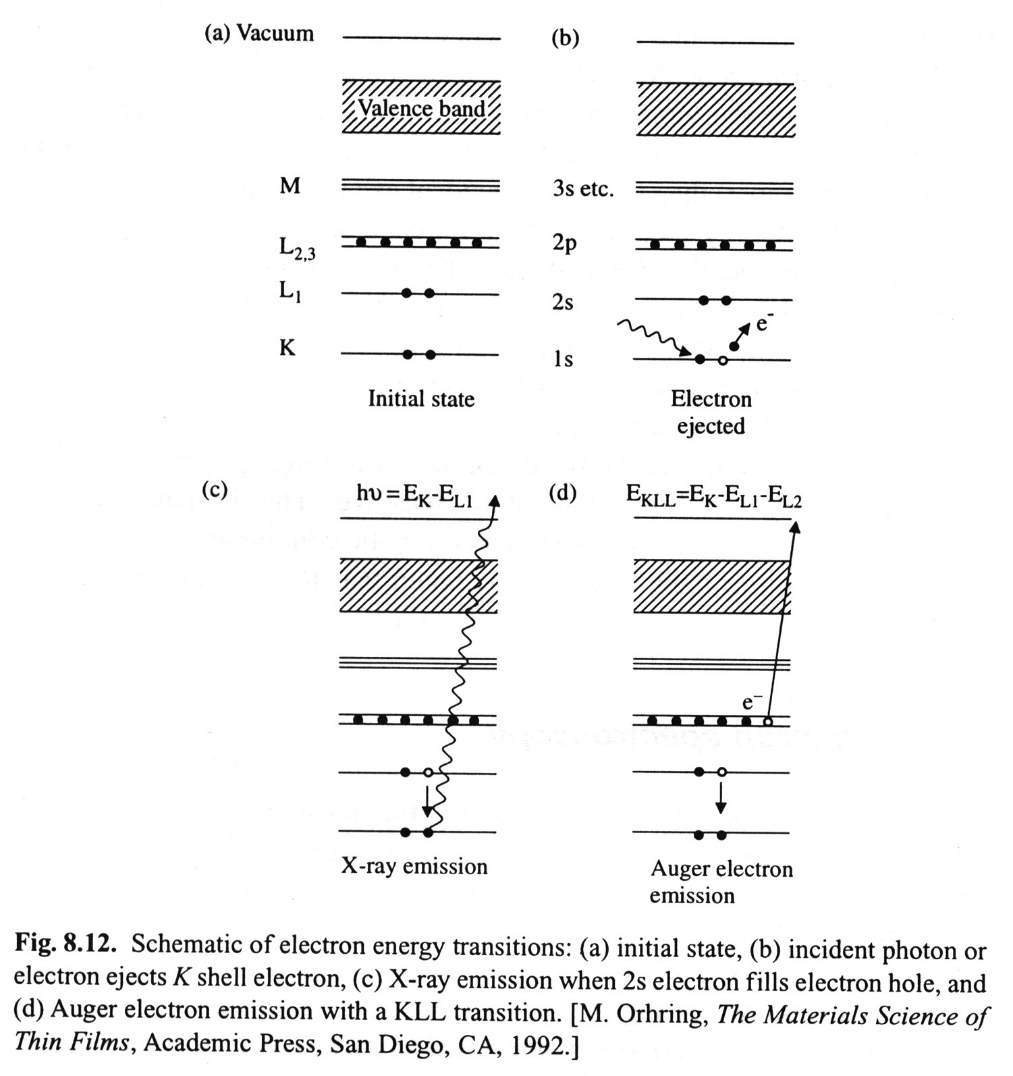 (a) Vacuum
Valence band
M
L2,3
L1
K
Initial state
(b)
3s etc.
2p
2s
e-
1s
Electron
ejected
(c)
hυ=EK-EL1
X-ray emission
(d)
EKLL=EK-EL1-EL2
e-
Auger electron
emission
Fig. 8.12. Schematic of electron energy transitions: (a) initial state, (b) incident photon or
electron ejects K shell electron, (c) X-ray emission when 2s electron fills electron hole, and
(d) Auger electron emission with a KLL transition. [M. Orhring, The Materials Science of
Thin Films, Academic Press, San Diego, CA, 1992.]